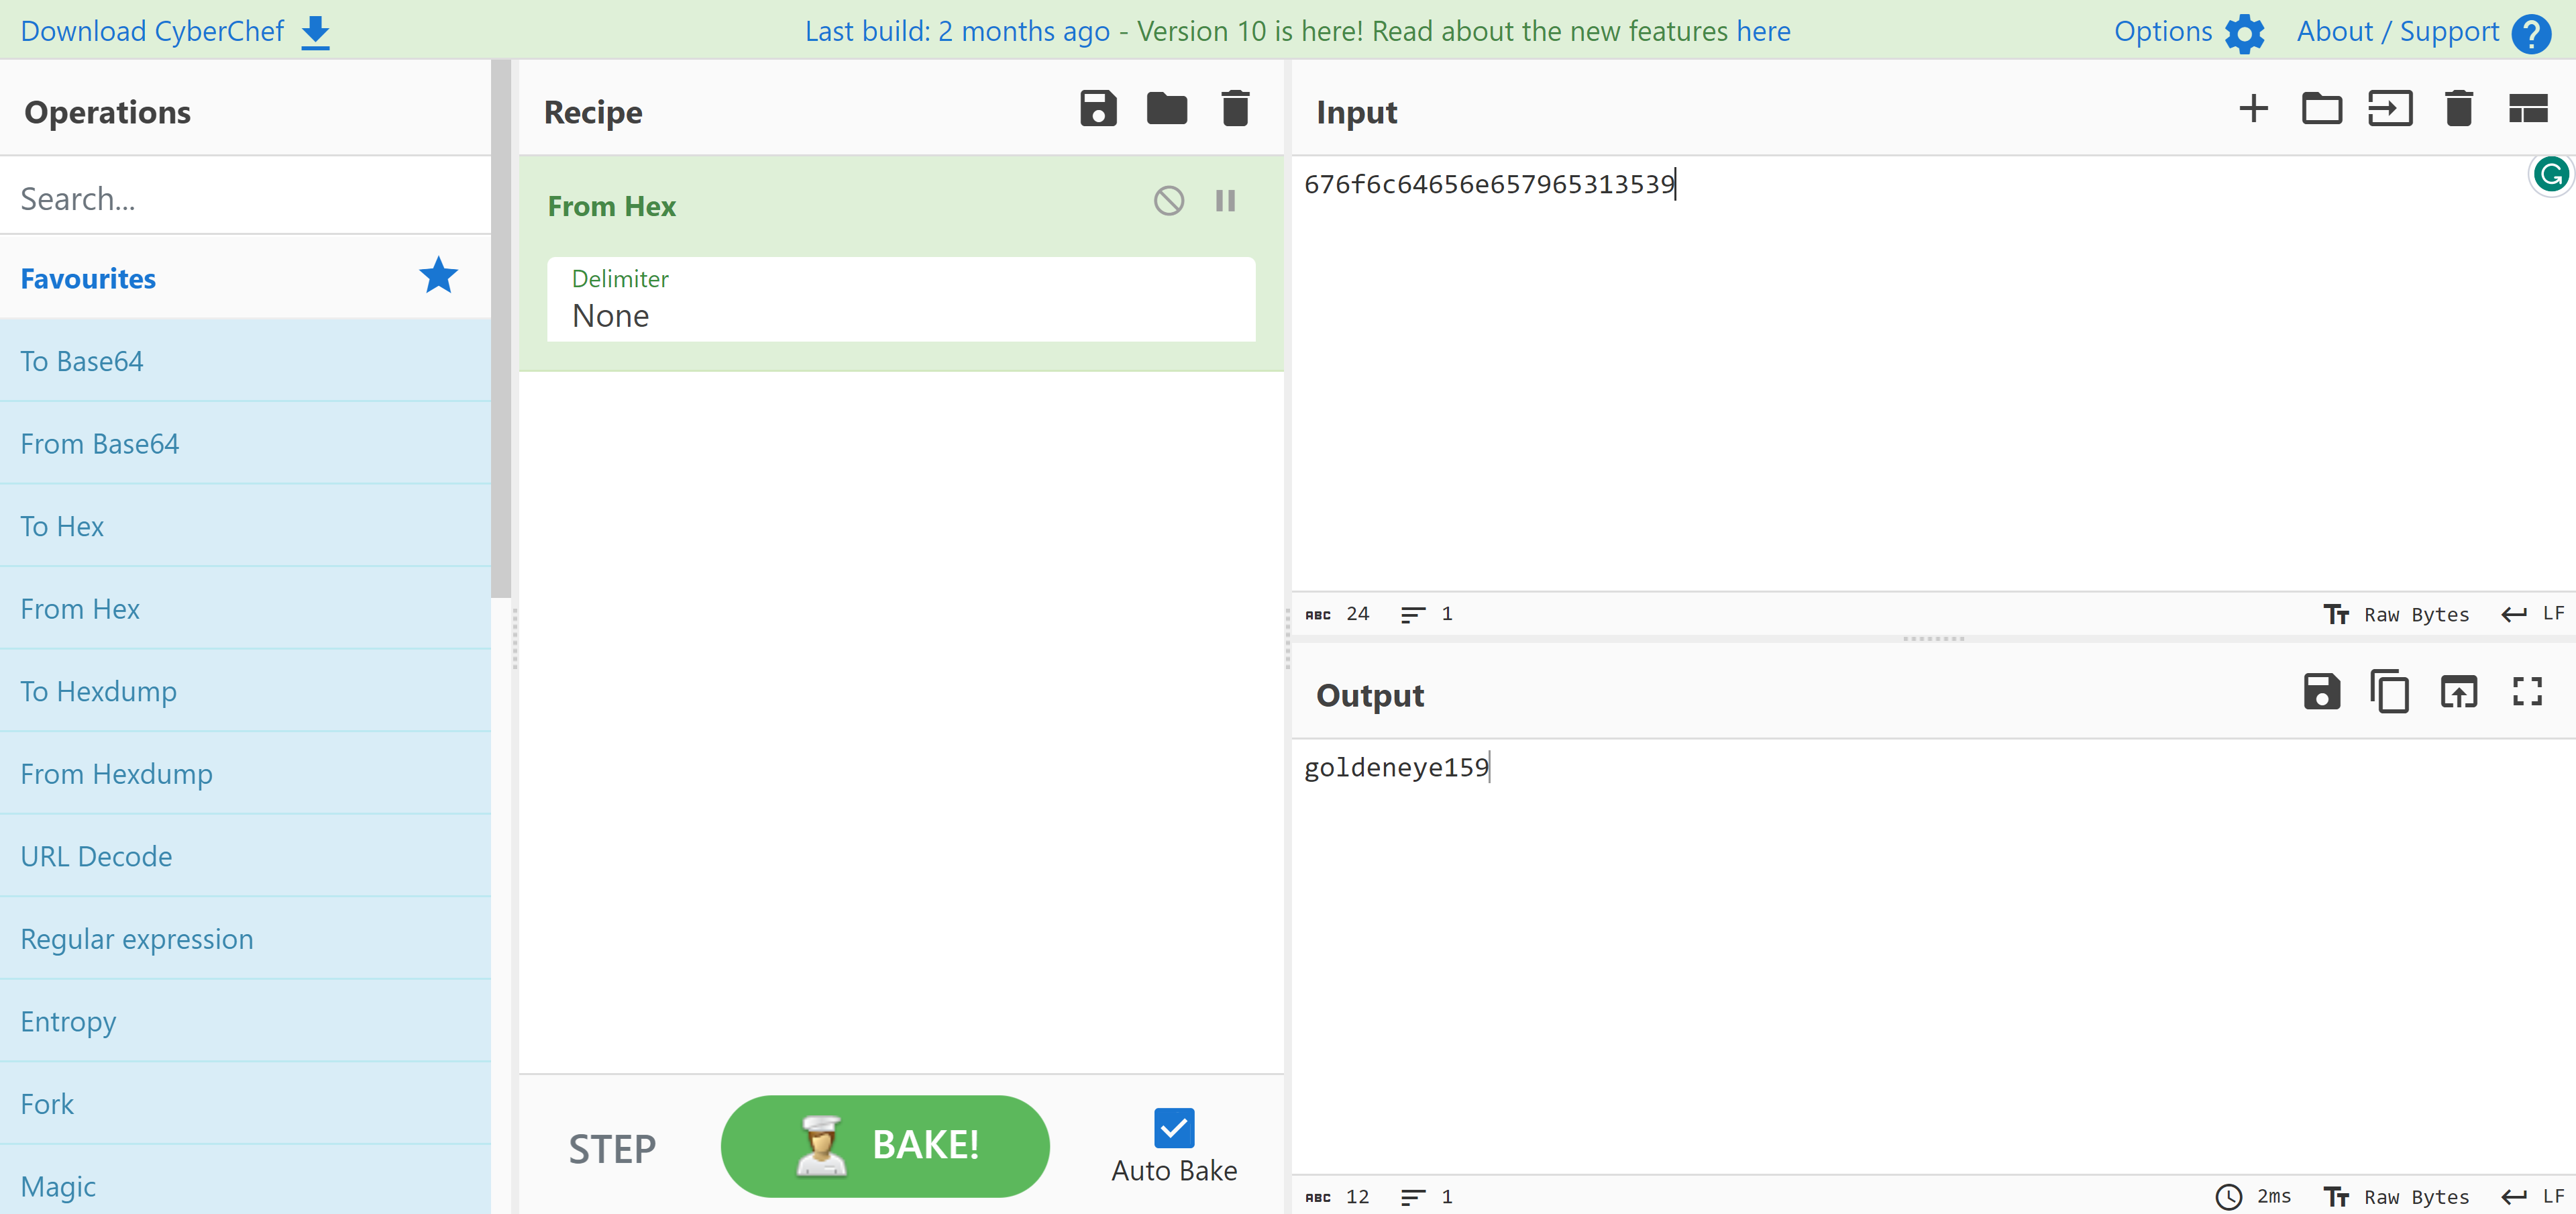 Download CyberChef
Last build: 2 months ago - Version 10 is here! Read about the new features here
Options
About / Support
Operations
Search...
Favourites
To Base64
From Base64
To Hex
From Hex
To Hexdump
From Hexdump
URL Decode
Regular expression
Entropy
Fork
Magic
Recipe
From Hex
Delimiter
None
STEP
BAKE!
Auto Bake
Input
676f6c64656e657965313539
ABC 24 1
Tт Raw Bytes LF
Output
goldeneye159
ABC 12 1
2ms Tт Raw Bytes LF